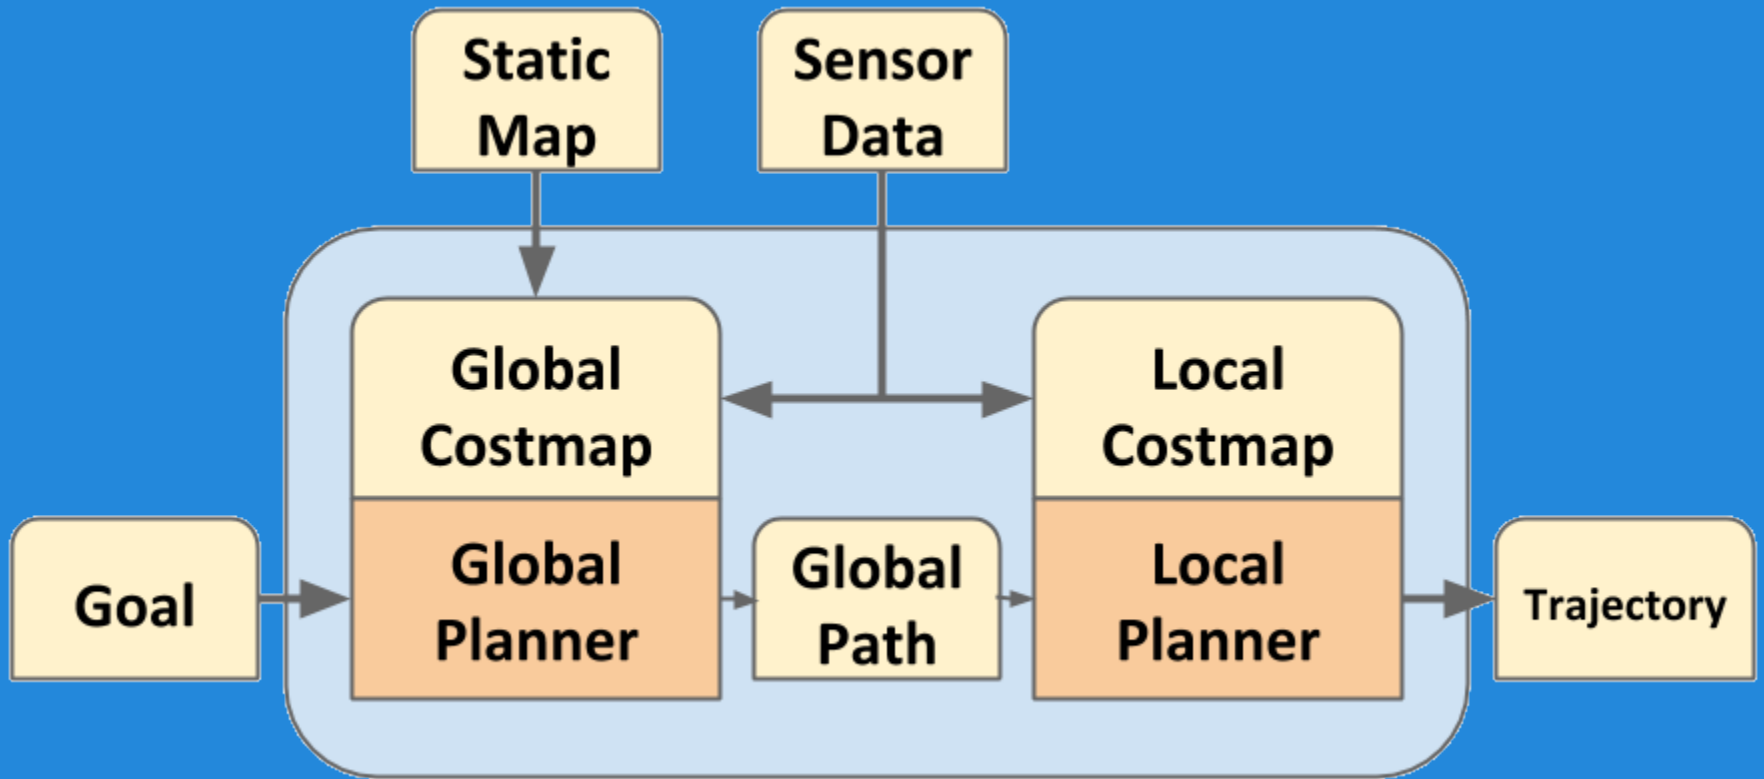 Static
Map
Sensor
Data
Global
Costmap
Local
Costmap
Goal
Global
Planner
Global
Path
Local
Planner
Trajectory